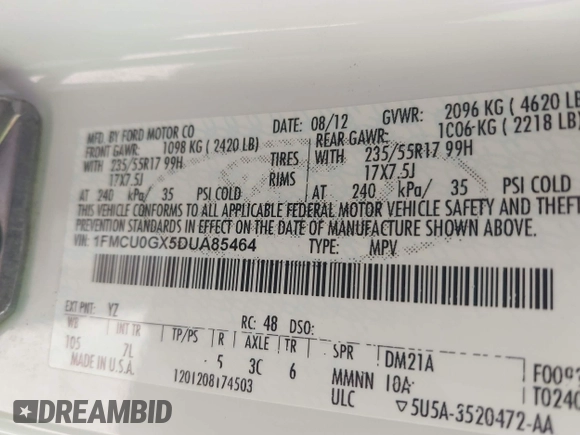 MFD. BY FORD MOTOR CO
DATE: 08/12 GVWR: 2096 KG ( 4620 LB
FRONT GAWR: 1098 KG ( 2420 LB)
REAR GAWR: 1C06 KG ( 2218 LB)
WITH 235/55R17 99H TIRES WITH 235/55R17 99H
17X7.5J RIMS 17X7.5J
AT 240 kPa/ 35 PSI COLD AT 240 kPa/ 35 PSI COLD
THIS VEHICLE CONFORMS TO ALL APPLICABLE FEDERAL MOTOR VEHICLE SAFETY AND THEFT
PREVENTION STANDARDS IN EFFECT ON THE DATE OF MANUFACTURE SHOWN ABOVE.
VIN: 1FMCU0GX5DUA85464 TYPE: MPV
EXT PNT: YZ RC: 48 DSO:
WB INT TR TP/PS R AXLE TR SPR DM21A
105 7L 5 3C 6 MMNN 10A
MADE IN U.S.A. 1201208174503 ULC ▽5U5A-3520472-AA
T0240
DREAMBID